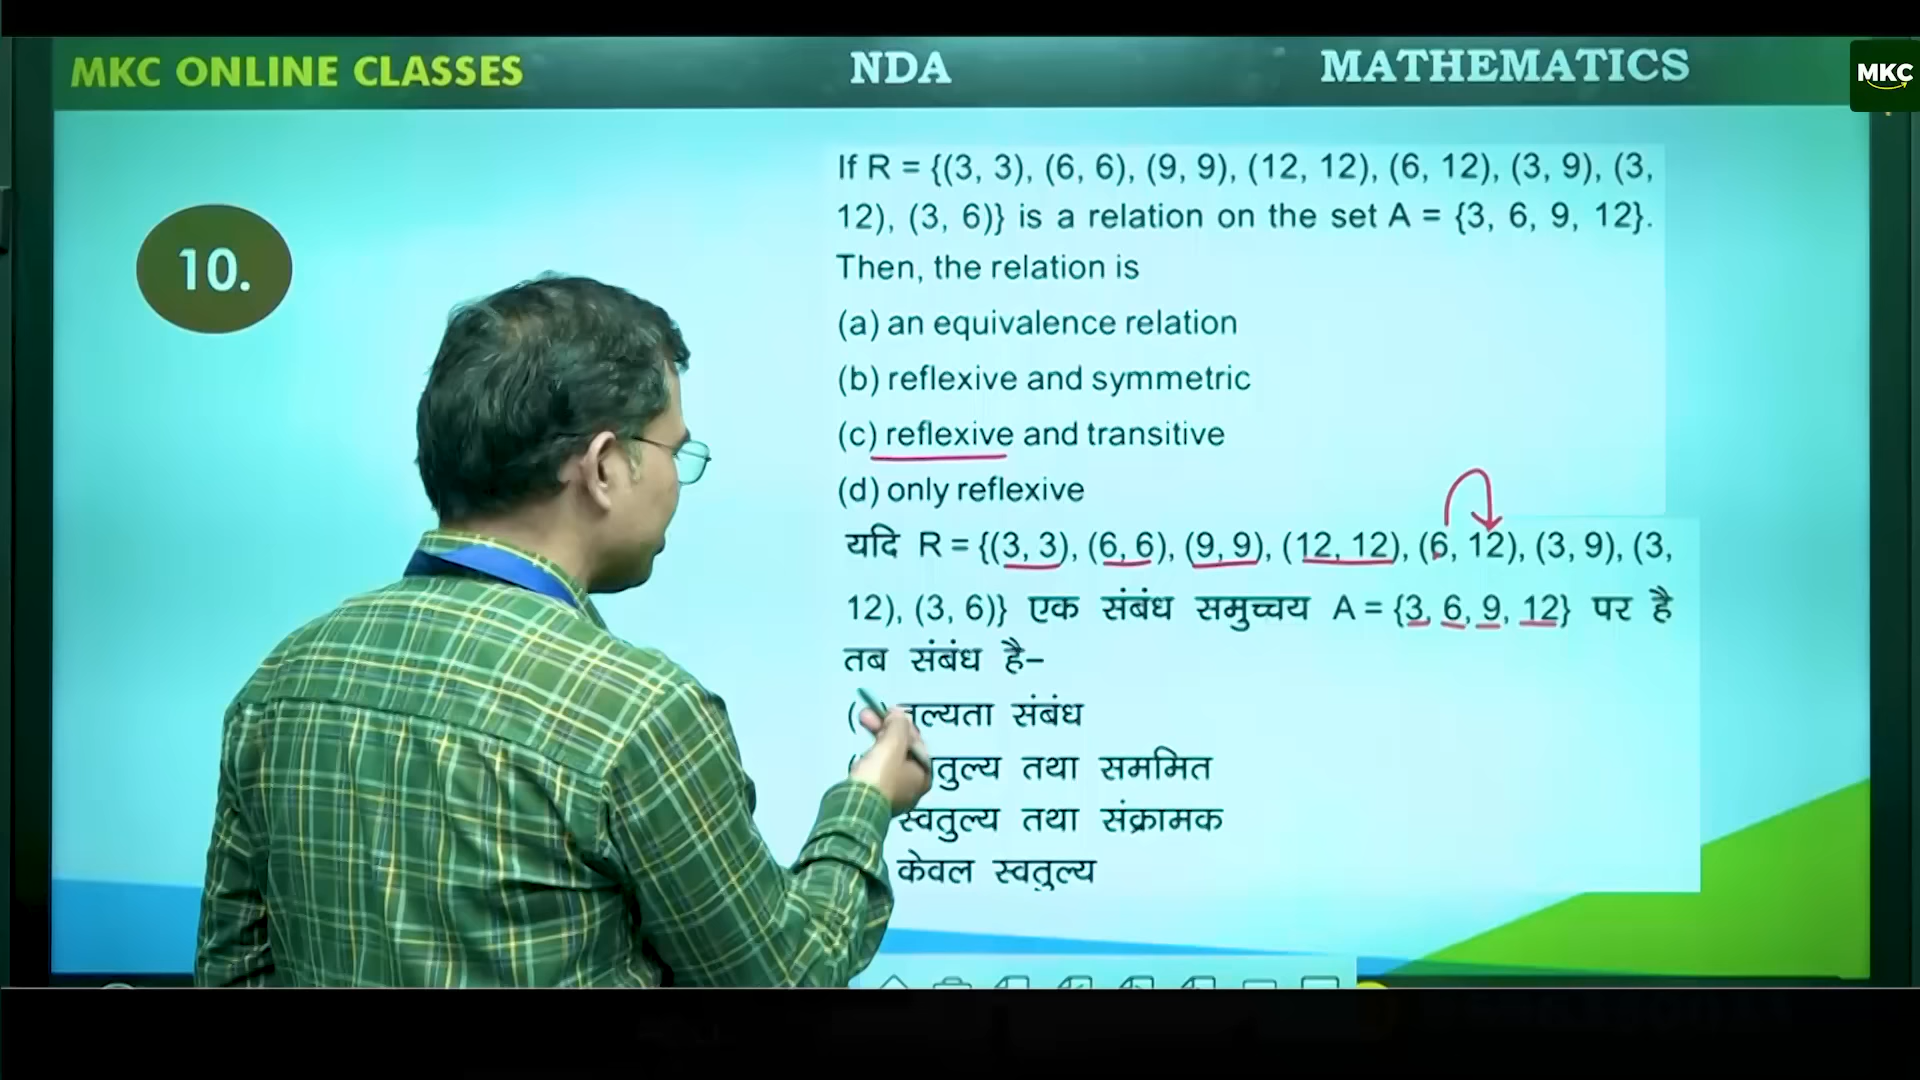 MKC ONLINE CLASSES NDA MATHEMATICS
MKC
10.
If R = {(3, 3), (6, 6), (9, 9), (12, 12), (6, 12), (3, 9), (3,
12), (3, 6)} is a relation on the set A = {3, 6, 9, 12}.
Then, the relation is
(a) an equivalence relation
(b) reflexive and symmetric
(c) reflexive and transitive
(d) only reflexive
यदि R = {(3, 3), (6, 6), (9, 9), (12, 12), (6, 12), (3, 9), (3,
12), (3, 6)} एक संबंध समुच्चय A = {3, 6, 9, 12} पर है
तब संबंध है–
संबंध
तथा सममित
स्वतुल्य तथा संक्रामक
केवल स्वतुल्य